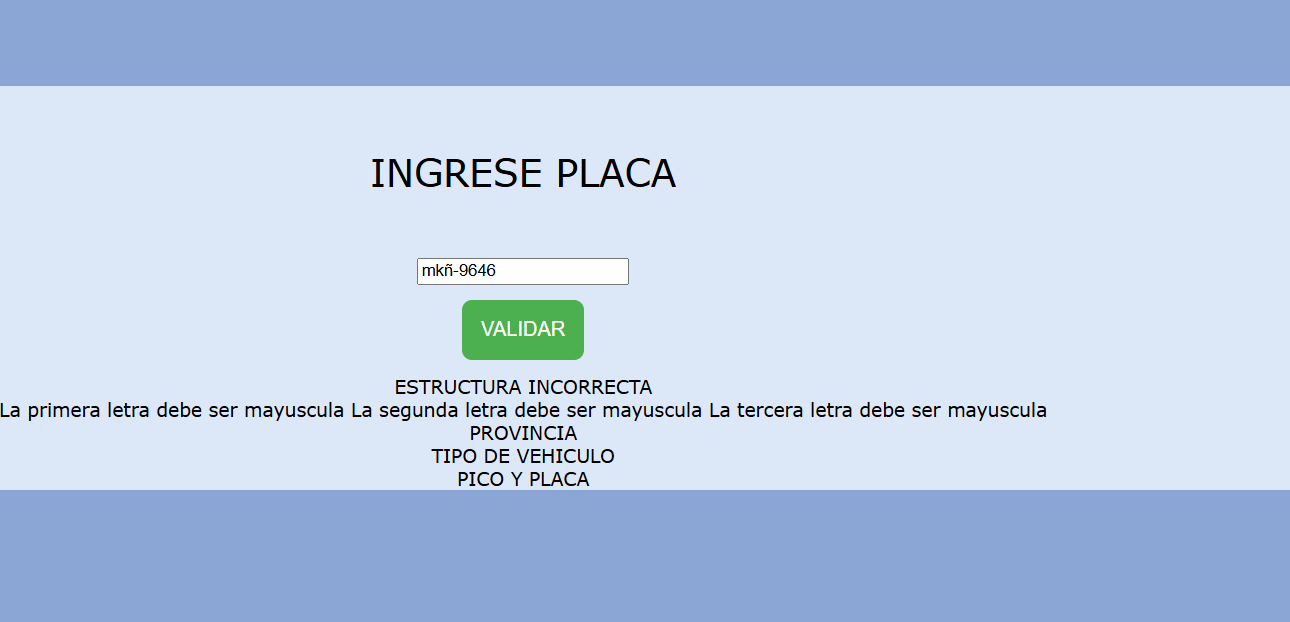 INGRESE PLACA
mkñ-9646
VALIDAR
ESTRUCTURA INCORRECTA
La primera letra debe ser mayuscula La segunda letra debe ser mayuscula La tercera letra debe ser mayuscula
PROVINCIA
TIPO DE VEHICULO
PICO Y PLACA